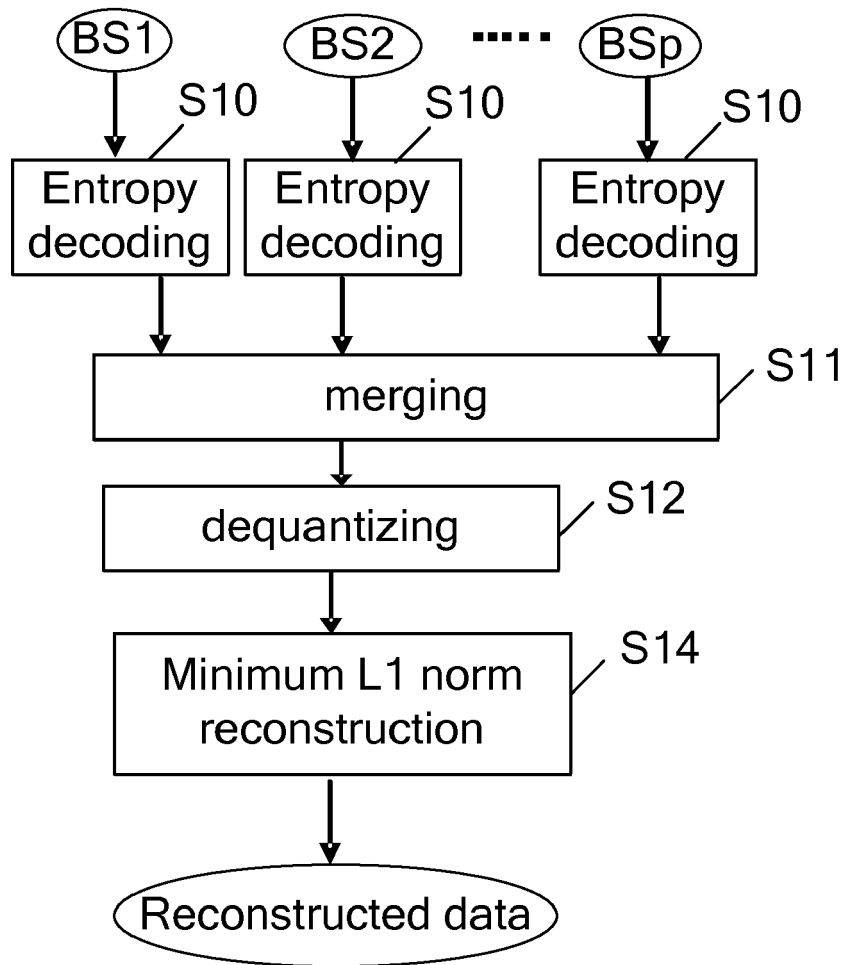 BS1
BS2
BSp
S10
S10
S10
Entropy
decoding
Entropy
decoding
Entropy
decoding
S11
merging
S12
dequantizing
S14
Minimum L1 norm
reconstruction
Reconstructed data